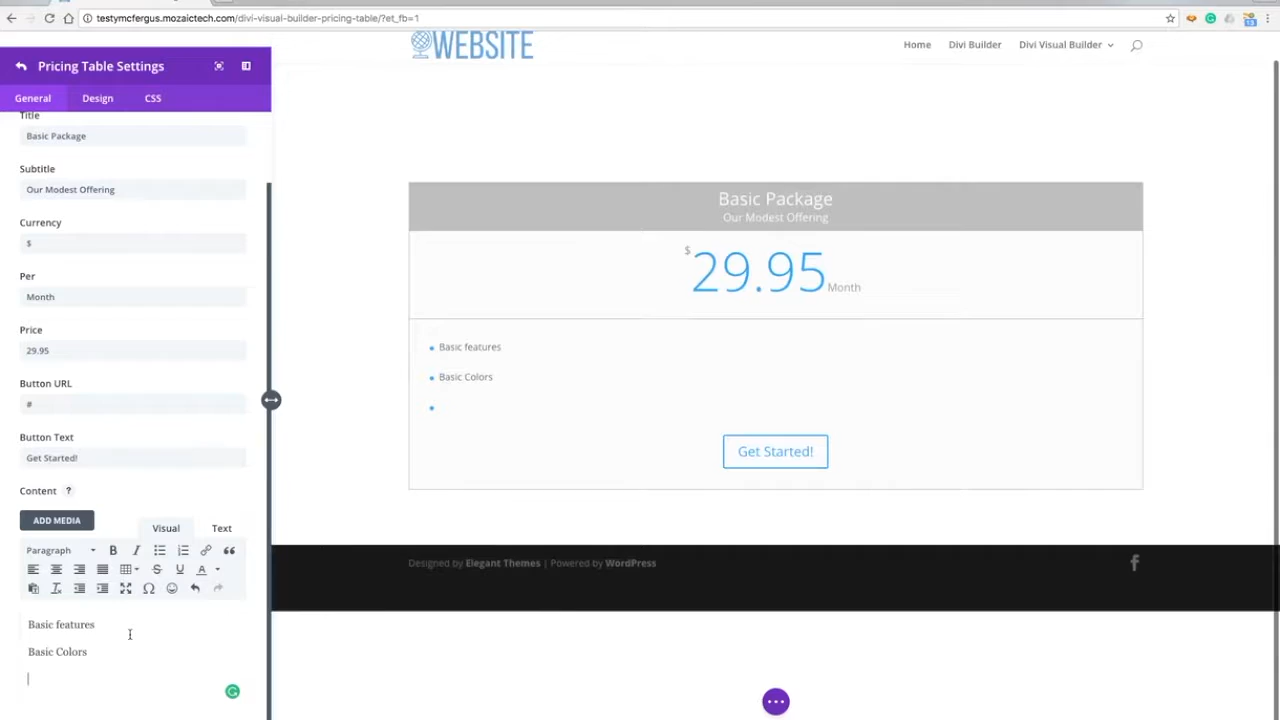 testymcfergus.mozaictech.com/divi-visual-builder-pricing-table/?et_fb=1
WEBSITE
Home Divi Builder Divi Visual Builder
Pricing Table Settings
General Design CSS
Title
Basic Package
Subtitle
Our Modest Offering
Currency
$
Per
Month
Price
29.95
Button URL
#
Button Text
Get Started!
Content ?
ADD MEDIA
Visual Text
Paragraph B I
U A
Basic features
Basic Colors
Basic Package
Our Modest Offering
$29.95Month
Basic features
Basic Colors
Get Started!
Designed by Elegant Themes | Powered by WordPress